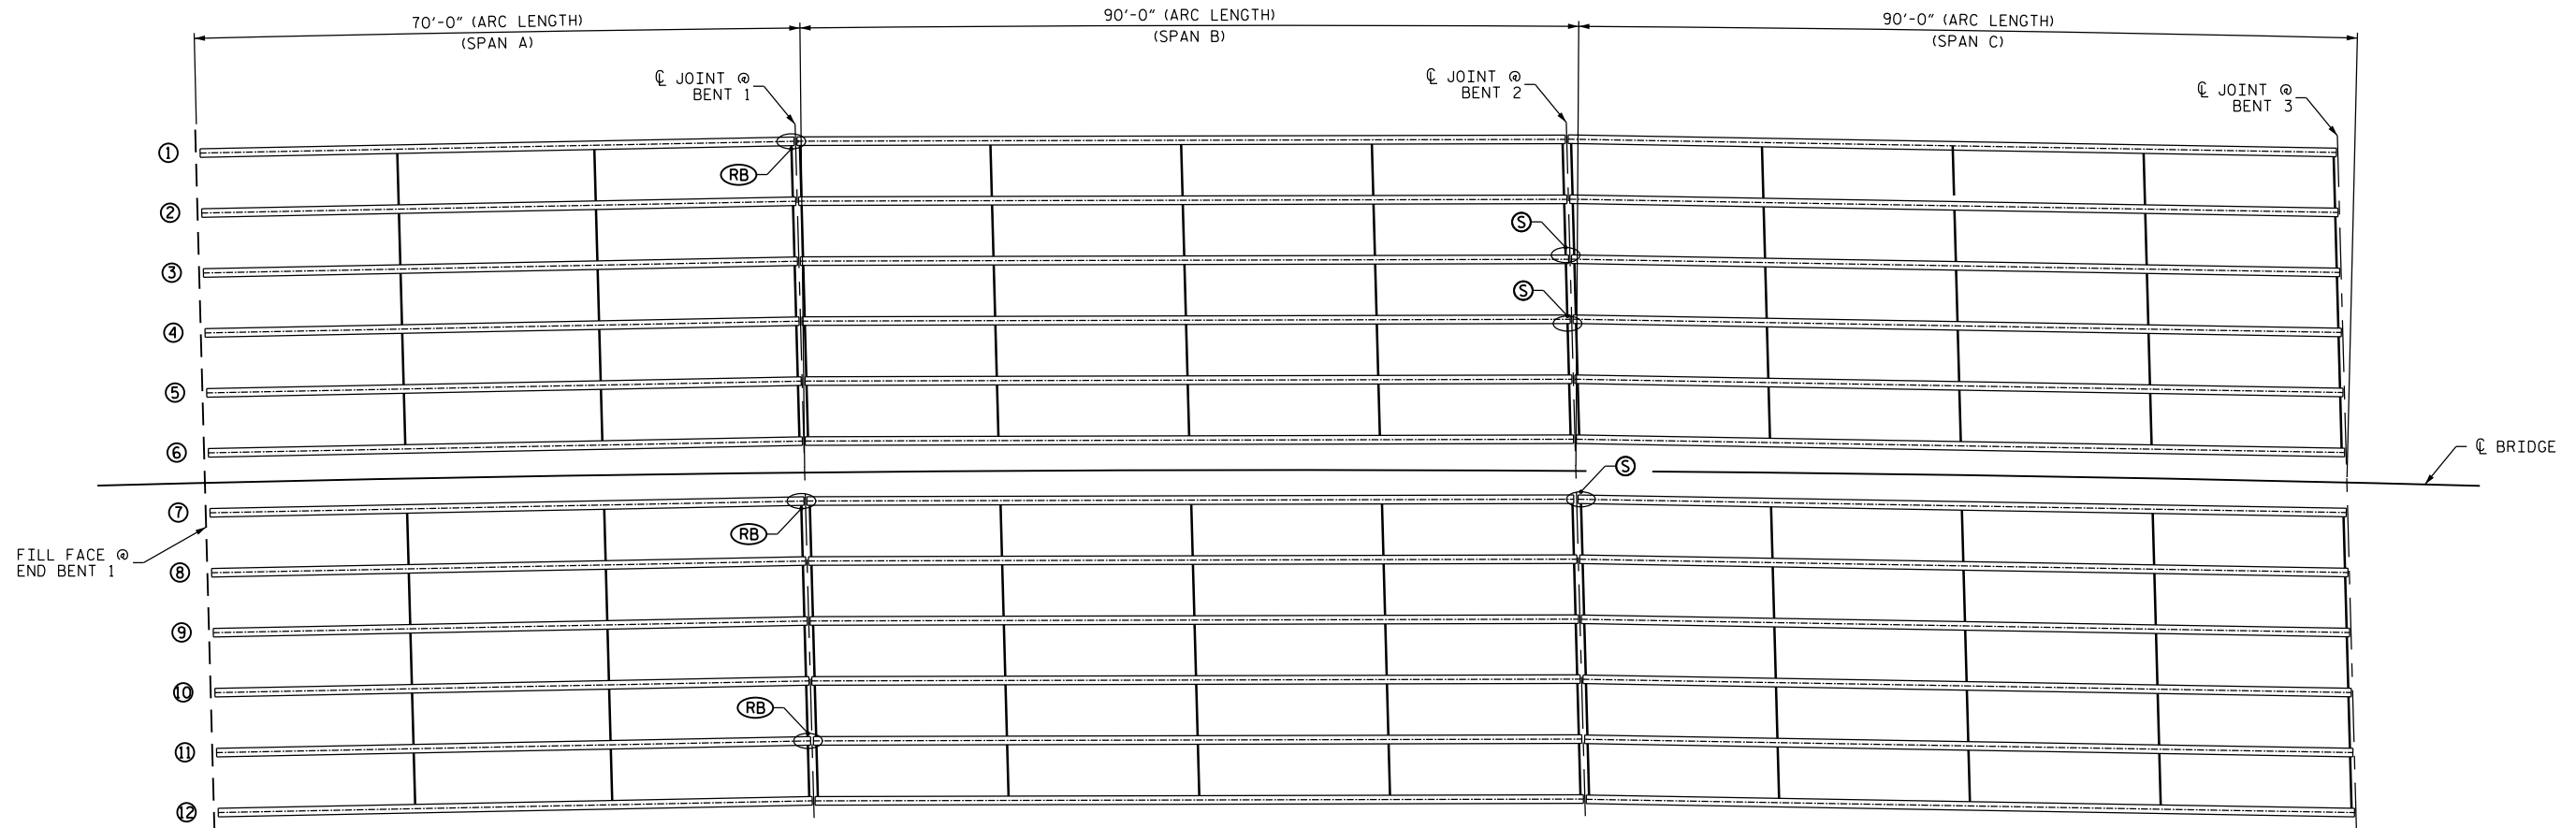 70'-0" (ARC LENGTH)
(SPAN A)
90'-0" (ARC LENGTH)
(SPAN B)
90'-0" (ARC LENGTH)
(SPAN C)
℄ JOINT @
BENT 1
℄ JOINT @
BENT 2
℄ JOINT @
BENT 3
1
RB
2
S
3
S
4
5
6
℄ BRIDGE
S
7
RB
FILL FACE @
END BENT 1
8
9
10
RB
11
12